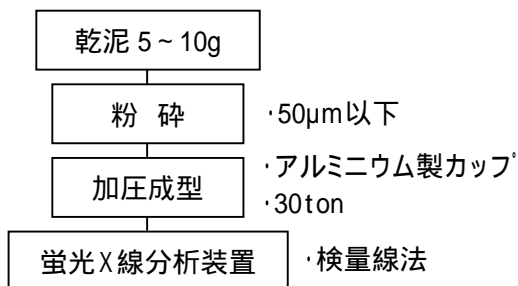 乾泥 5~10g
粉 砕
·50μm以下
加圧成型
·アルミニウム製カップ
·30ton
蛍光X線分析装置
·検量線法